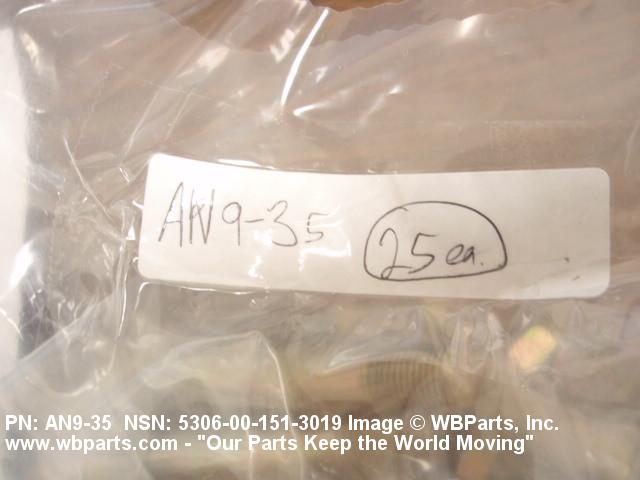 AN9-35 25 ea.
PN: AN9-35 NSN: 5306-00-151-3019 Image © WBParts, Inc.
www.wbparts.com - "Our Parts Keep the World Moving"